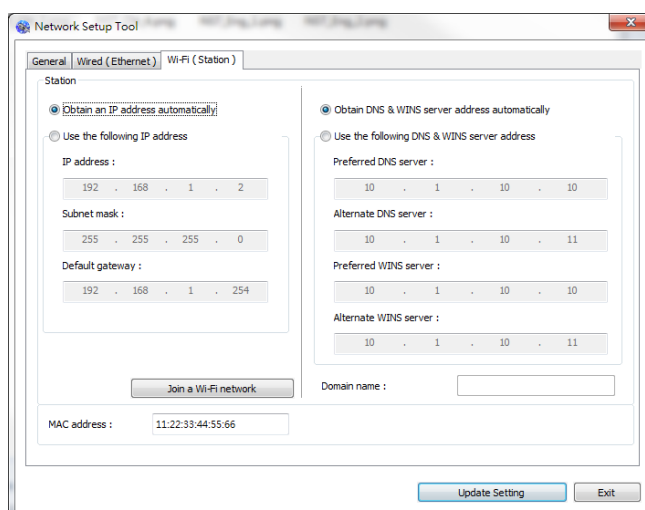 Network Setup Tool
General Wired ( Ethernet ) Wi-Fi ( Station )
Station
Obtain an IP address automatically
Use the following IP address
IP address :
192 . 168 . 1 . 2
Subnet mask :
255 . 255 . 255 . 0
Default gateway :
192 . 168 . 1 . 254
Join a Wi-Fi network
Obtain DNS & WINS server address automatically
Use the following DNS & WINS server address
Preferred DNS server :
10 . 1 . 10 . 10
Alternate DNS server :
10 . 1 . 10 . 11
Preferred WINS server :
10 . 1 . 10 . 10
Alternate WINS server :
10 . 1 . 10 . 11
Domain name :
MAC address : 11:22:33:44:55:66
Update Setting Exit